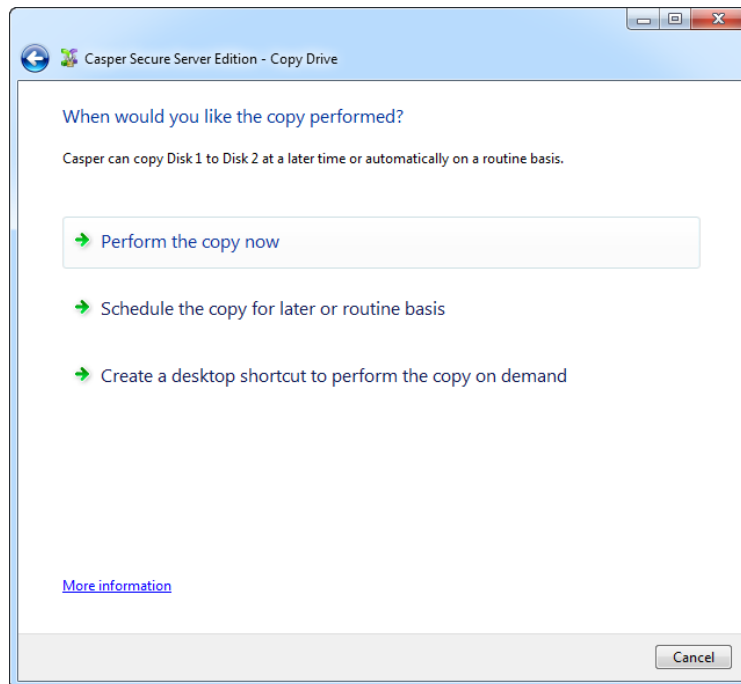 Casper Secure Server Edition - Copy Drive
When would you like the copy performed?
Casper can copy Disk 1 to Disk 2 at a later time or automatically on a routine basis.
Perform the copy now
Schedule the copy for later or routine basis
Create a desktop shortcut to perform the copy on demand
More information
Cancel